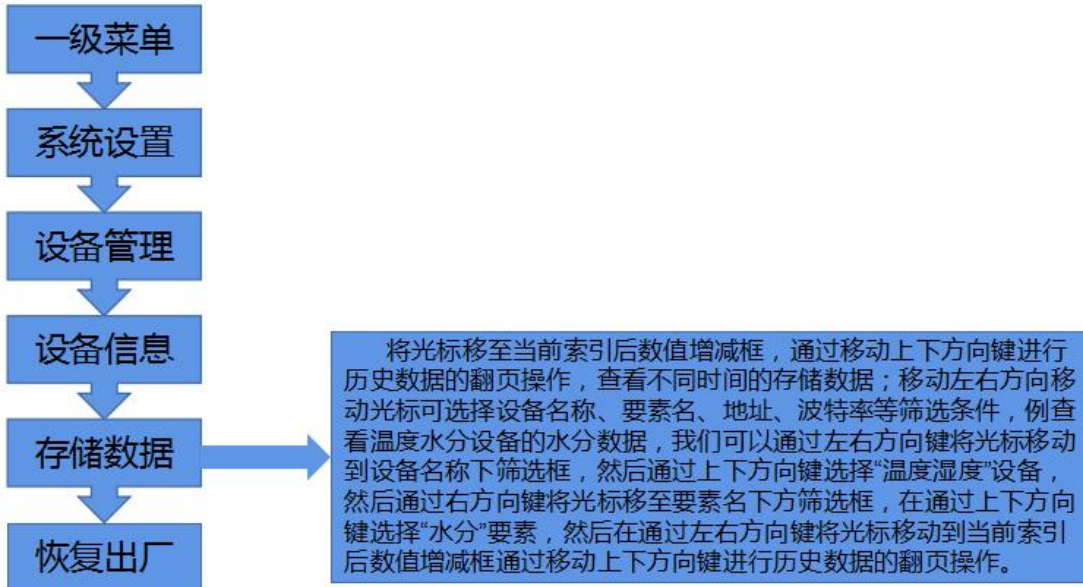 一级菜单
系统设置
设备管理
设备信息
存储数据
恢复出厂
将光标移至当前索引后数值增减框，通过移动上下方向键进行
历史数据的翻页操作，查看不同时间的存储数据；移动左右方向移
动光标可选择设备名称、要素名、地址、波特率等筛选条件，例查
看温度水分设备的水分数据，我们可以通过左右方向键将光标移动
到设备名称下筛选框，然后通过上下方向键选择“温度湿度”设备，
然后通过右方向键将光标移至要素名下方筛选框，在通过上下方向
键选择“水分”要素，然后在通过左右方向键将光标移动到当前索引
后数值增减框通过移动上下方向键进行历史数据的翻页操作。